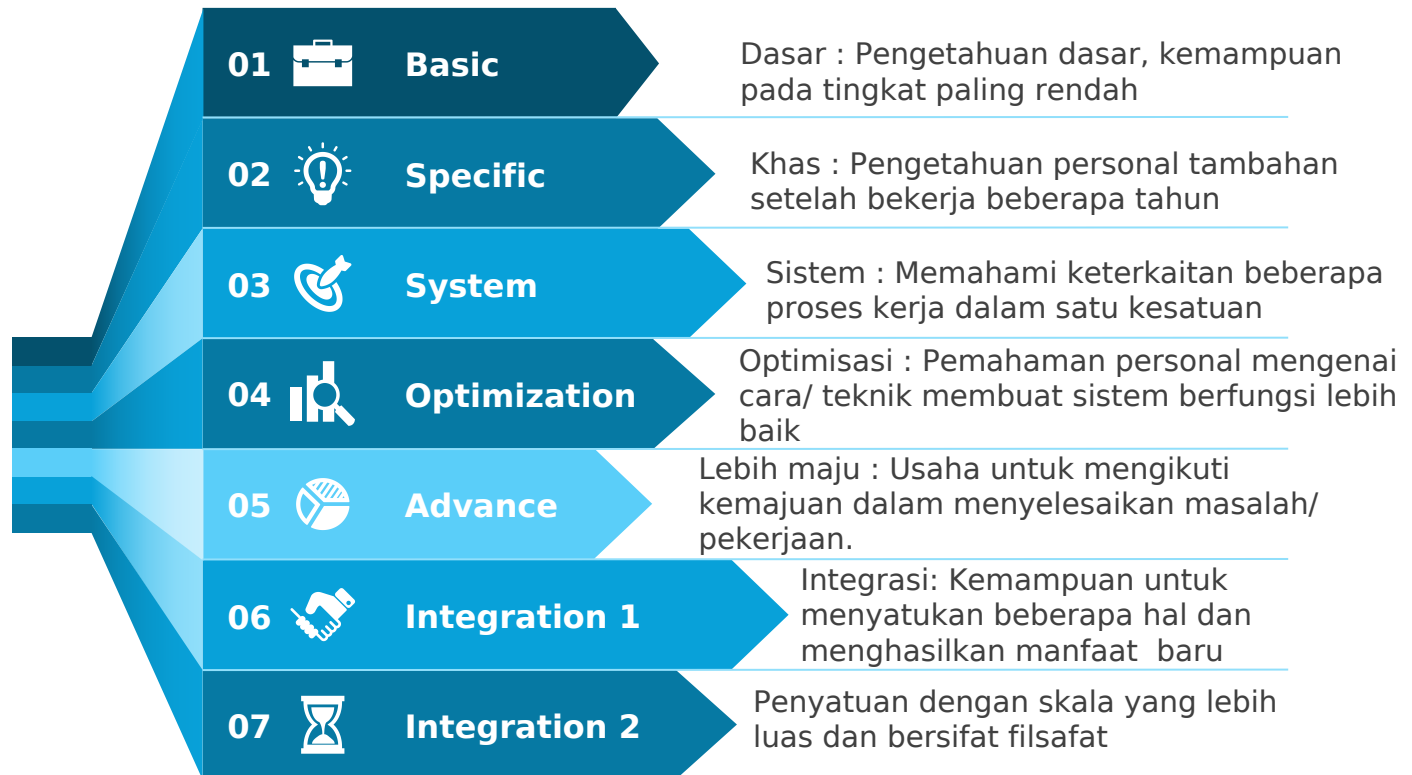 01 Basic
Dasar : Pengetahuan dasar, kemampuan
pada tingkat paling rendah
02 Specific
Khas : Pengetahuan personal tambahan
setelah bekerja beberapa tahun
03 System
Sistem : Memahami keterkaitan beberapa
proses kerja dalam satu kesatuan
04 Optimization
Optimisasi : Pemahaman personal mengenai
cara/ teknik membuat sistem berfungsi lebih
baik
05 Advance
Lebih maju : Usaha untuk mengikuti
kemajuan dalam menyelesaikan masalah/
pekerjaan.
06 Integration 1
Integrasi: Kemampuan untuk
menyatukan beberapa hal dan
menghasilkan manfaat  baru
07 Integration 2
Penyatuan dengan skala yang lebih
luas dan bersifat filsafat